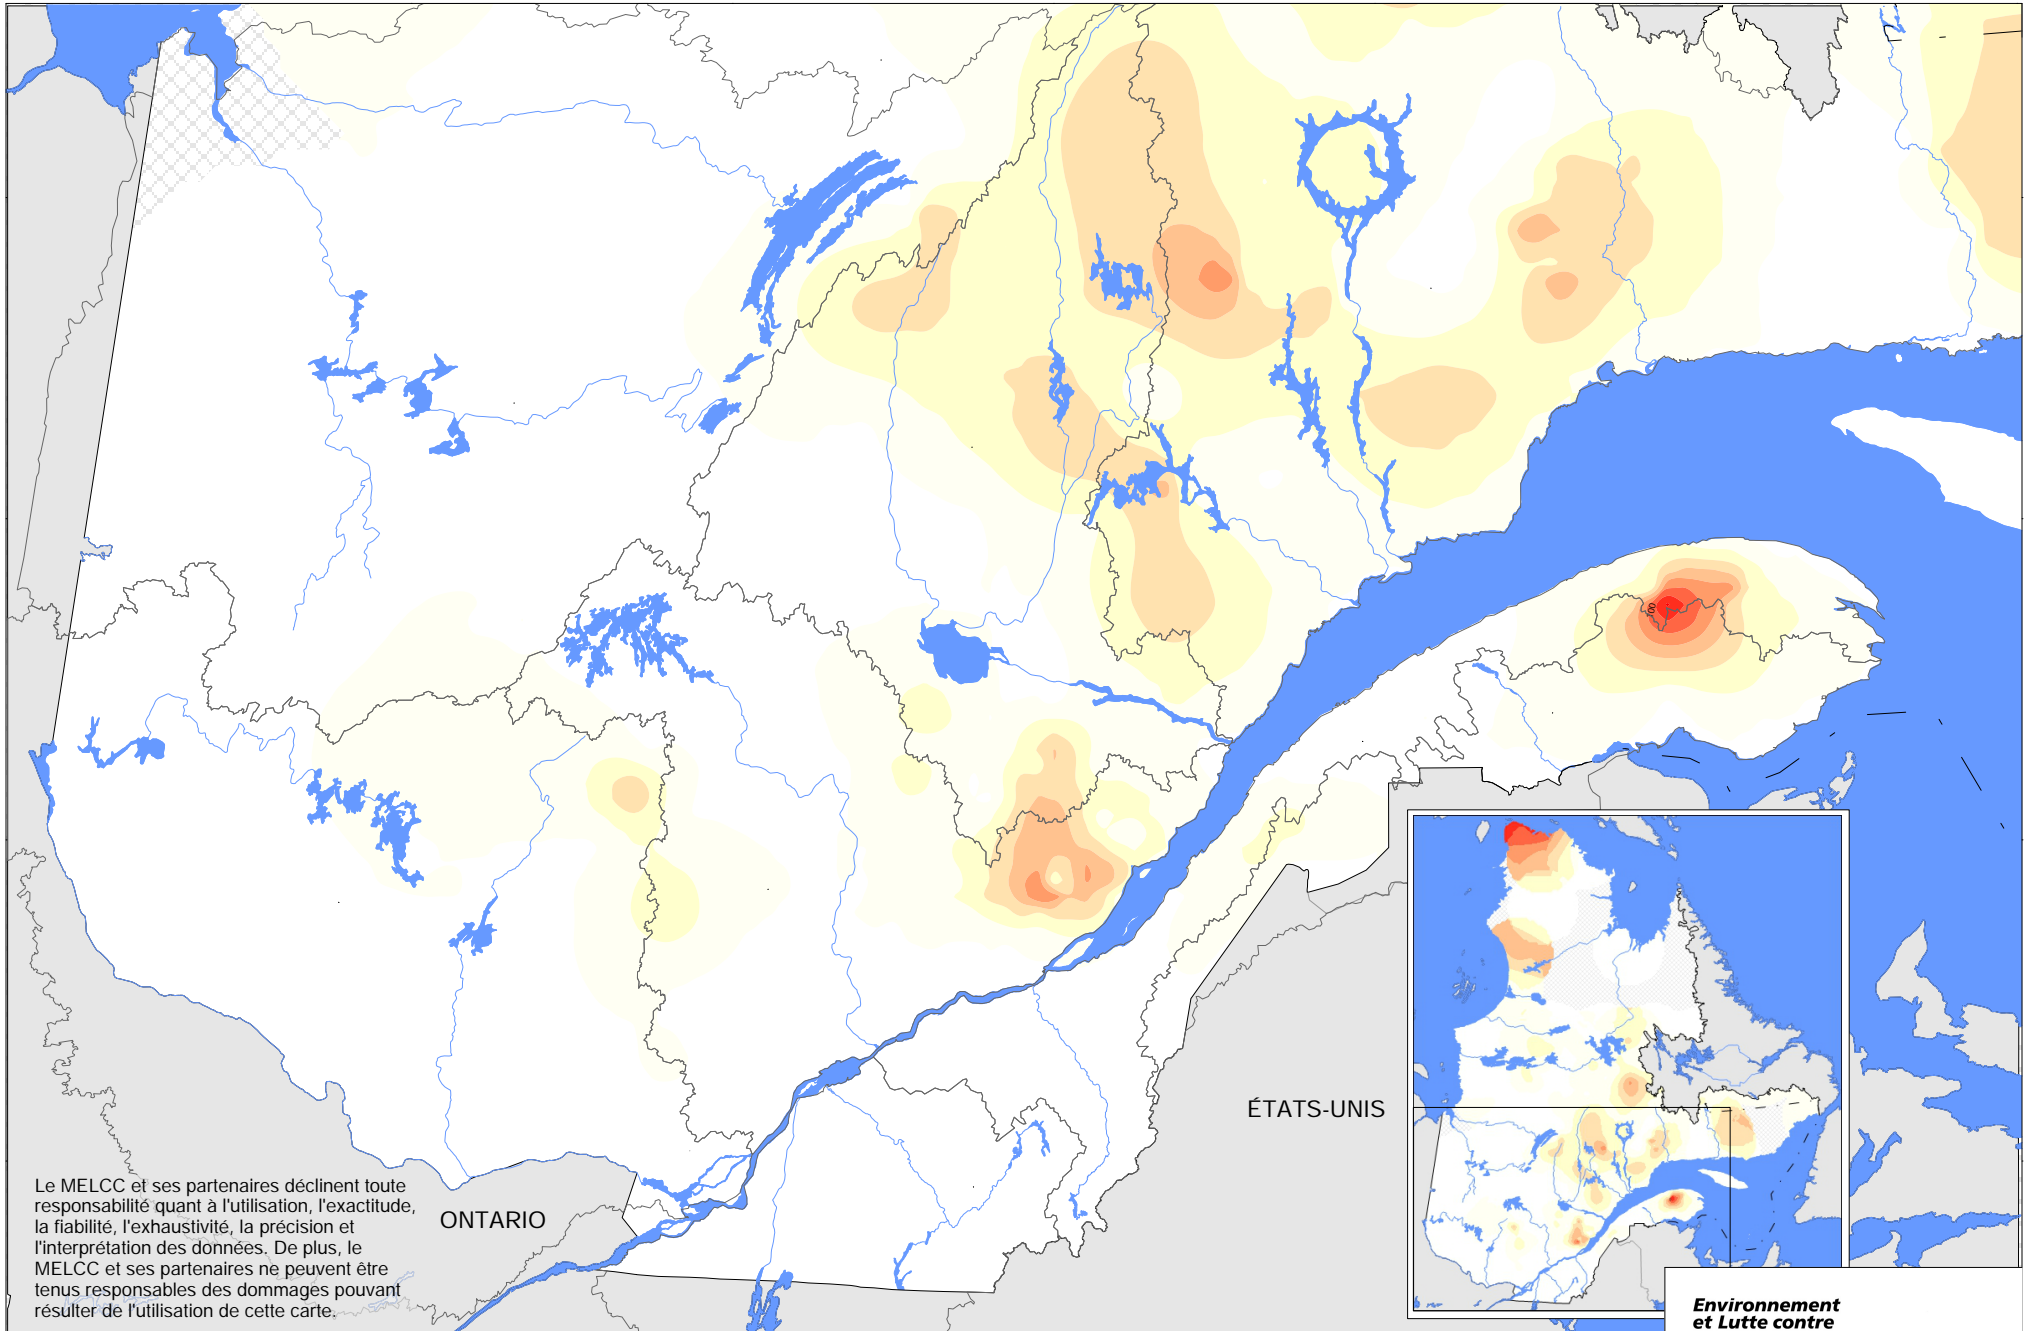 Le MELCC et ses partenaires déclinent toute
responsabilité quant à l'utilisation, l'exactitude,
la fiabilité, l'exhaustivité, la précision et
l'interprétation des données. De plus, le
MELCC et ses partenaires ne peuvent être
tenus responsables des dommages pouvant
résulter de l'utilisation de cette carte.
ONTARIO
ÉTATS-UNIS
Environnement
et Lutte contre